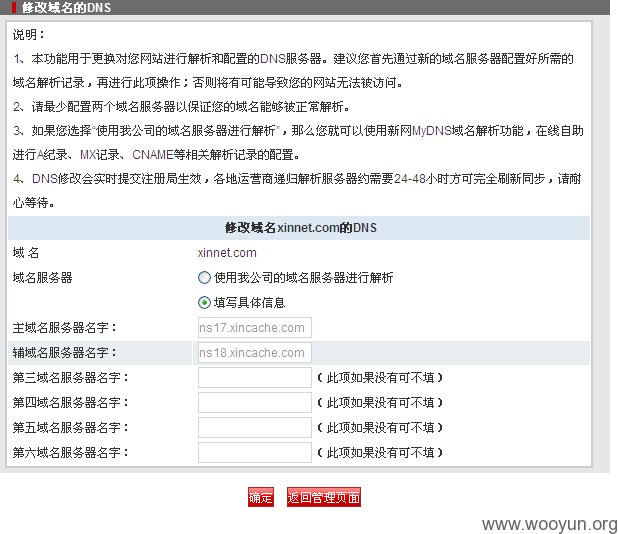 修改域名的DNS
说明：
1、本功能用于更换对您网站进行解析和配置的DNS服务器。建议您首先通过新的域名服务器配置好所需的
域名解析记录，再进行此项操作；否则将有可能导致您的网站无法被访问。
2、请最少配置两个域名服务器以保证您的域名能够被正常解析。
3、如果您选择“使用我公司的域名服务器进行解析”，那么您就可以使用新网MyDNS域名解析功能，在线自助
进行A纪录、MX记录、CNAME等相关解析记录的配置。
4、DNS修改会实时提交注册局生效，各地运营商递归解析服务器约需要24-48小时方可完全刷新同步，请耐
心等待。
修改域名xinnet.com的DNS
域 名 xinnet.com
域名服务器 使用我公司的域名服务器进行解析
填写具体信息
主域名服务器名字： ns17.xincache.com
辅域名服务器名字： ns18.xincache.com
第三域名服务器名字： （此项如果没有可不填）
第四域名服务器名字： （此项如果没有可不填）
第五域名服务器名字： （此项如果没有可不填）
第六域名服务器名字： （此项如果没有可不填）
确定 返回管理页面
www.wooyun.org